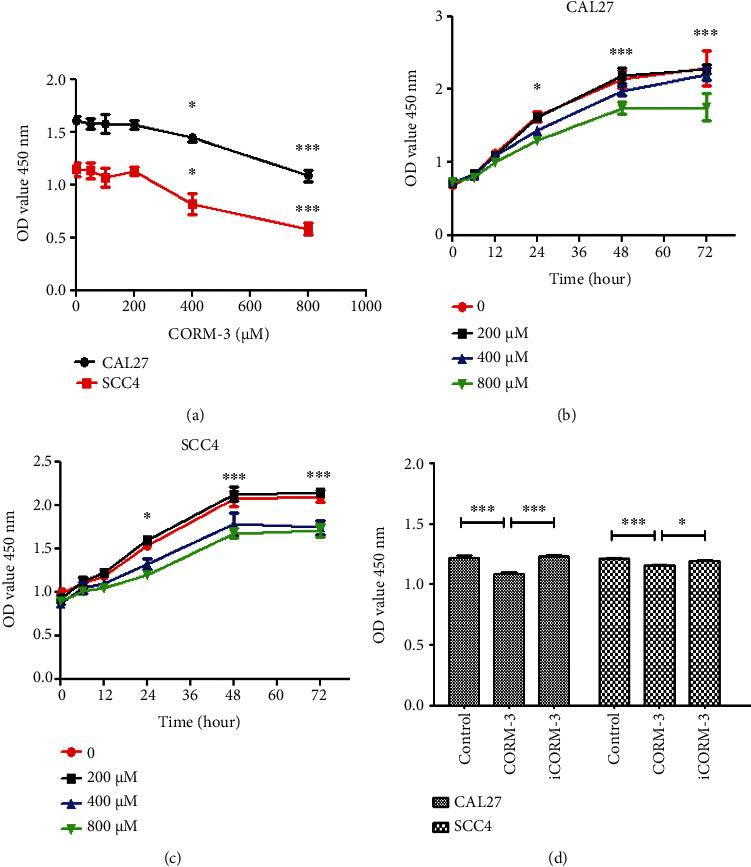 2.0
1.5
1.0
0.5
0.0
OD value 450 nm
*
***
*
***
0
200
400
600
800
1000
CORM-3 (μM)
CAL27
SCC4
(a)
CAL27
3
2
1
0
OD value 450 nm
*
***
***
0
12
24
36
48
60
72
Time (hour)
0
200 μM
400 μM
800 μM
(b)
SCC4
2.5
2.0
1.5
1.0
0.5
0.0
OD value 450 nm
*
***
***
0
12
24
36
48
60
72
Time (hour)
0
200 μM
400 μM
800 μM
(c)
2.0
1.5
1.0
0.5
0.0
OD value 450 nm
***
***
***
*
Control
CORM-3
iCORM-3
Control
CORM-3
iCORM-3
CAL27
SCC4
(d)